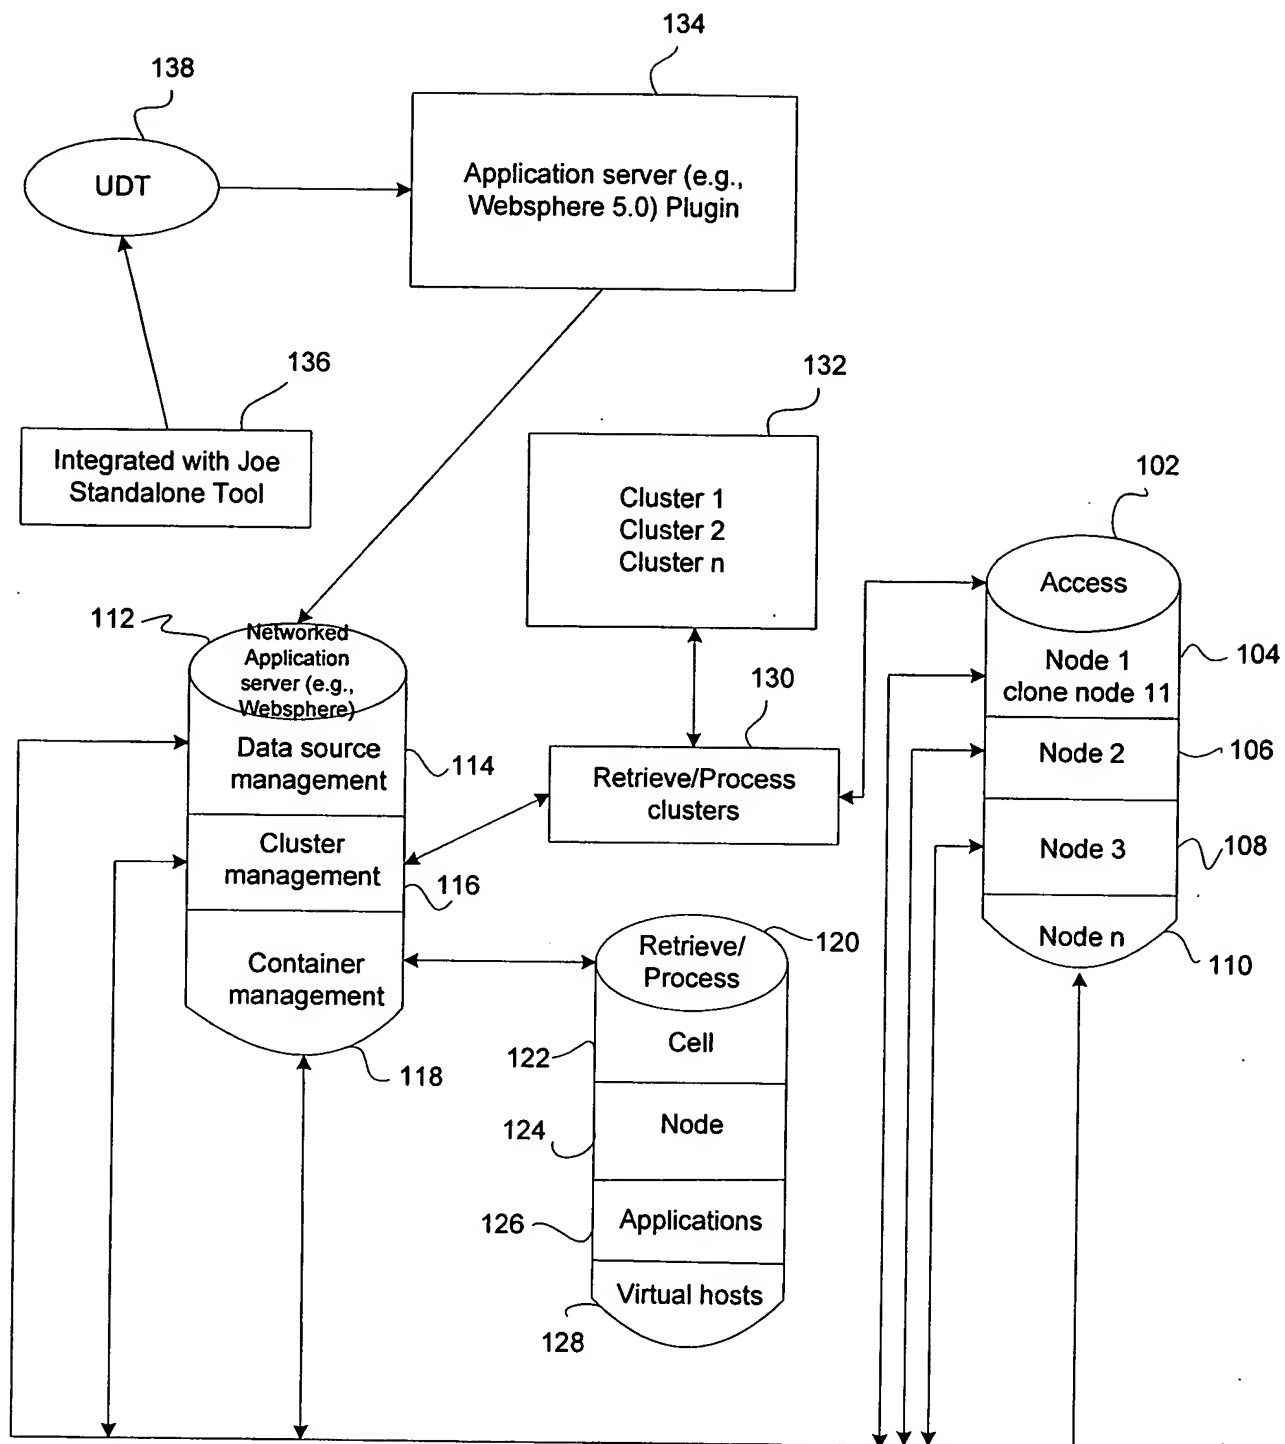 134
138
UDT
Application server (e.g.,
Websphere 5.0) Plugin
136
Integrated with Joe
Standalone Tool
132
Cluster 1
Cluster 2
Cluster n
102
Access
112
Networked
Application
server (e.g.,
Websphere)
104
Node 1
clone node 11
130
Data source
management
114
Retrieve/Process
clusters
Node 2
106
Cluster
management
116
Node 3
108
120
Retrieve/
Process
Node n
110
Container
management
118
122
Cell
124
Node
126
Applications
Virtual hosts
128